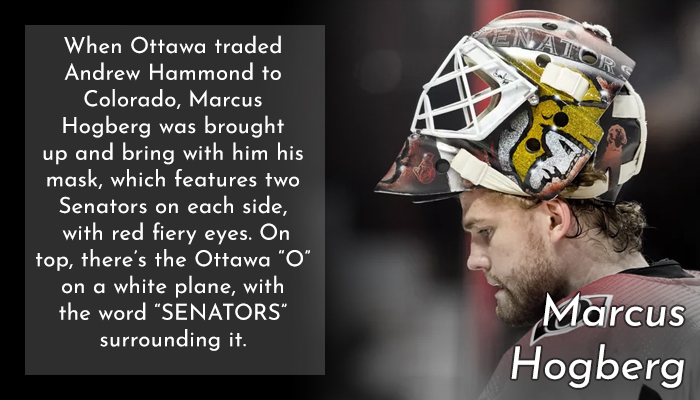 When Ottawa traded
Andrew Hammond to
Colorado, Marcus
Hogberg was brought
up and bring with him his
mask, which features two
Senators on each side,
with red fiery eyes. On
top, there's the Ottawa "O"
on a white plane, with
the word "SENATORS"
surrounding it.
SENATORS
Marcus
Hogberg